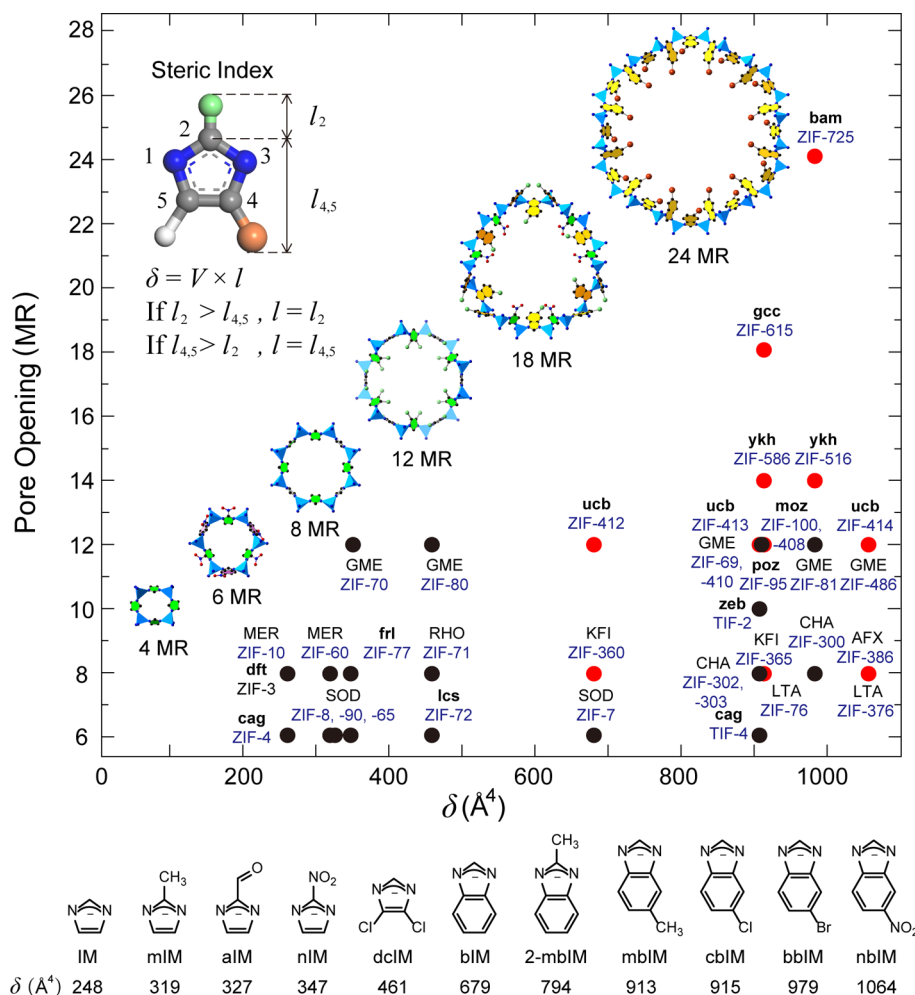 28
26
24
22
20
18
16
14
12
10
8
6
Pore Opening (MR)
0
200
400
600
800
1000
δ (Å⁴)
Steric Index
1
2
3
4
5
l₂
l₄,₅
δ = V × l
If l₂ > l₄,₅ , l = l₂
If l₄,₅> l₂ , l = l₄,₅
4 MR
6 MR
8 MR
12 MR
18 MR
24 MR
bam
ZIF-725
gcc
ZIF-615
ykh
ZIF-586
ykh
ZIF-516
ucb
ZIF-412
ucb
ZIF-413
GME
ZIF-69,
-410
moz
ZIF-100,
-408
poz
ZIF-95
ucb
ZIF-414
GME
ZIF-81
GME
ZIF-486
GME
ZIF-70
GME
ZIF-80
zeb
TIF-2
MER
ZIF-10
dft
ZIF-3
MER
ZIF-60
frl
ZIF-77
RHO
ZIF-71
KFI
ZIF-360
CHA
ZIF-302,
-303
KFI
ZIF-365
CHA
ZIF-300
AFX
ZIF-386
LTA
ZIF-76
LTA
ZIF-376
cag
ZIF-4
SOD
ZIF-8, -90, -65
lcs
ZIF-72
SOD
ZIF-7
cag
TIF-4
N N
CH₃
N N
O
N N
NO₂
N N
N N
Cl Cl
N N
CH₃
N N
N N
CH₃
N N
Cl
N N
Br
N N
NO₂
IM mIM aIM nIM dcIM bIM 2-mbIM mbIM cbIM bbIM nbIM
δ (Å⁴) 248 319 327 347 461 679 794 913 915 979 1064